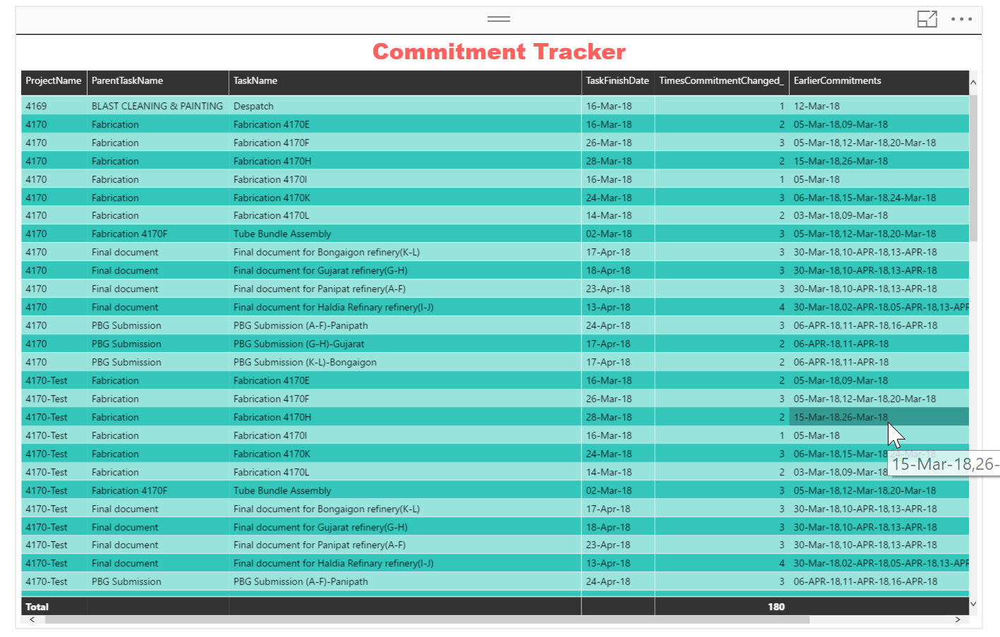 Commitment Tracker
ProjectName ParentTaskName TaskName TaskFinishDate TimesCommitmentChanged_ EarlierCommitments
4169 BLAST CLEANING & PAINTING Despatch 16-Mar-18 1 12-Mar-18
4170 Fabrication Fabrication 4170E 16-Mar-18 2 05-Mar-18,09-Mar-18
4170 Fabrication Fabrication 4170F 26-Mar-18 3 05-Mar-18,12-Mar-18,20-Mar-18
4170 Fabrication Fabrication 4170H 28-Mar-18 2 15-Mar-18,26-Mar-18
4170 Fabrication Fabrication 4170I 16-Mar-18 1 05-Mar-18
4170 Fabrication Fabrication 4170K 24-Mar-18 3 06-Mar-18,15-Mar-18,24-Mar-18
4170 Fabrication Fabrication 4170L 14-Mar-18 2 03-Mar-18,09-Mar-18
4170 Fabrication 4170F Tube Bundle Assembly 02-Mar-18 3 05-Mar-18,12-Mar-18,20-Mar-18
4170 Final document Final document for Bongaigon refinery(K-L) 17-Apr-18 3 30-Mar-18,10-APR-18,13-APR-18
4170 Final document Final document for Gujarat refinery(G-H) 18-Apr-18 3 30-Mar-18,10-APR-18,13-APR-18
4170 Final document Final document for Panipat refinery(A-F) 23-Apr-18 3 30-Mar-18,10-APR-18,13-APR-18
4170 Final document Final document for Haldia Refinary refinery(I-J) 13-Apr-18 4 30-Mar-18,02-APR-18,05-APR-18,13-APR
4170 PBG Submission PBG Submission (A-F)-Panipath 24-Apr-18 3 06-APR-18,11-APR-18,16-APR-18
4170 PBG Submission PBG Submission (G-H)-Gujarat 17-Apr-18 2 06-APR-18,11-APR-18
4170 PBG Submission PBG Submission (K-L)-Bongaigon 17-Apr-18 2 06-APR-18,11-APR-18
4170-Test Fabrication Fabrication 4170E 16-Mar-18 2 05-Mar-18,09-Mar-18
4170-Test Fabrication Fabrication 4170F 26-Mar-18 3 05-Mar-18,12-Mar-18,20-Mar-18
4170-Test Fabrication Fabrication 4170H 28-Mar-18 2 15-Mar-18,26-Mar-18
4170-Test Fabrication Fabrication 4170I 16-Mar-18 1 05-Mar-18
4170-Test Fabrication Fabrication 4170K 24-Mar-18 3 06-Mar-18,15-Mar-18,24-Mar-18
15-Mar-18,26-
4170-Test Fabrication Fabrication 4170L 14-Mar-18 2 03-Mar-18,09-Mar-18
4170-Test Fabrication 4170F Tube Bundle Assembly 02-Mar-18 3 05-Mar-18,12-Mar-18,20-Mar-18
4170-Test Final document Final document for Bongaigon refinery(K-L) 17-Apr-18 3 30-Mar-18,10-APR-18,13-APR-18
4170-Test Final document Final document for Gujarat refinery(G-H) 18-Apr-18 3 30-Mar-18,10-APR-18,13-APR-18
4170-Test Final document Final document for Panipat refinery(A-F) 23-Apr-18 3 30-Mar-18,10-APR-18,13-APR-18
4170-Test Final document Final document for Haldia Refinary refinery(I-J) 13-Apr-18 4 30-Mar-18,02-APR-18,05-APR-18,13-APR
4170-Test PBG Submission PBG Submission (A-F)-Panipath 24-Apr-18 3 06-APR-18,11-APR-18,16-APR-18
Total 180